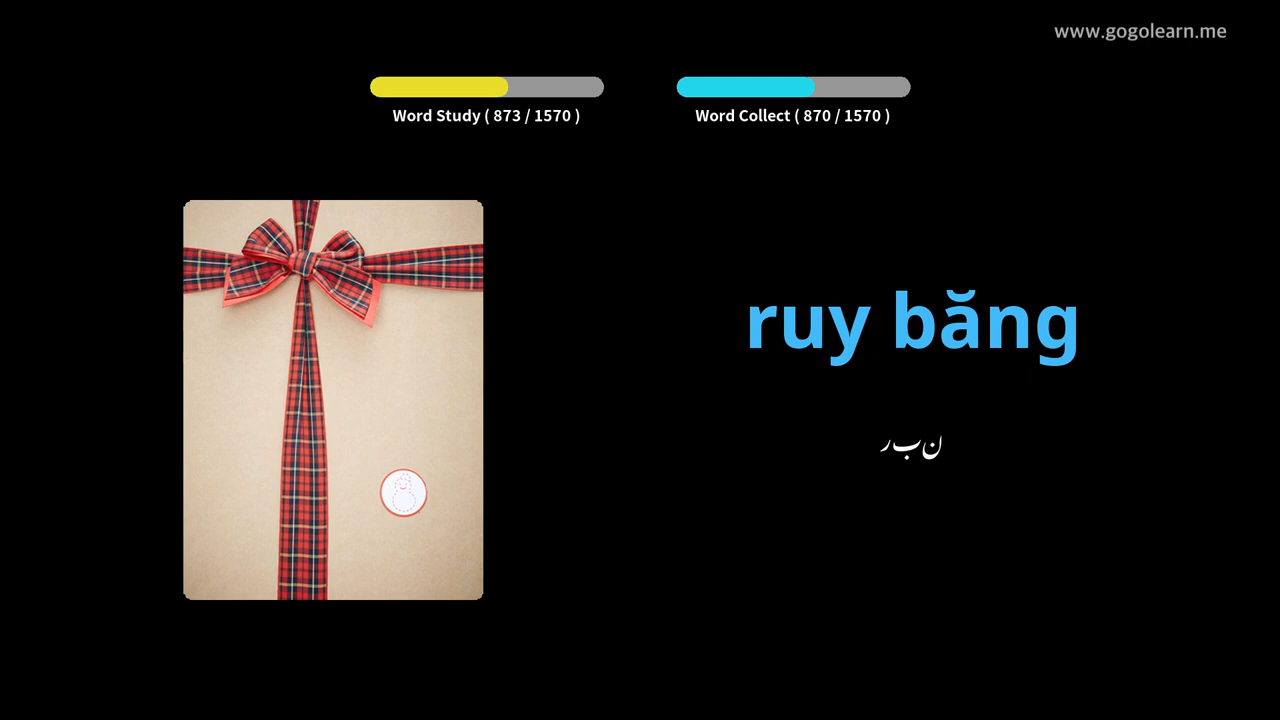 www.gogolearn.me
Word Study ( 873 / 1570 )
Word Collect ( 870 / 1570 )
ruy băng
ربن